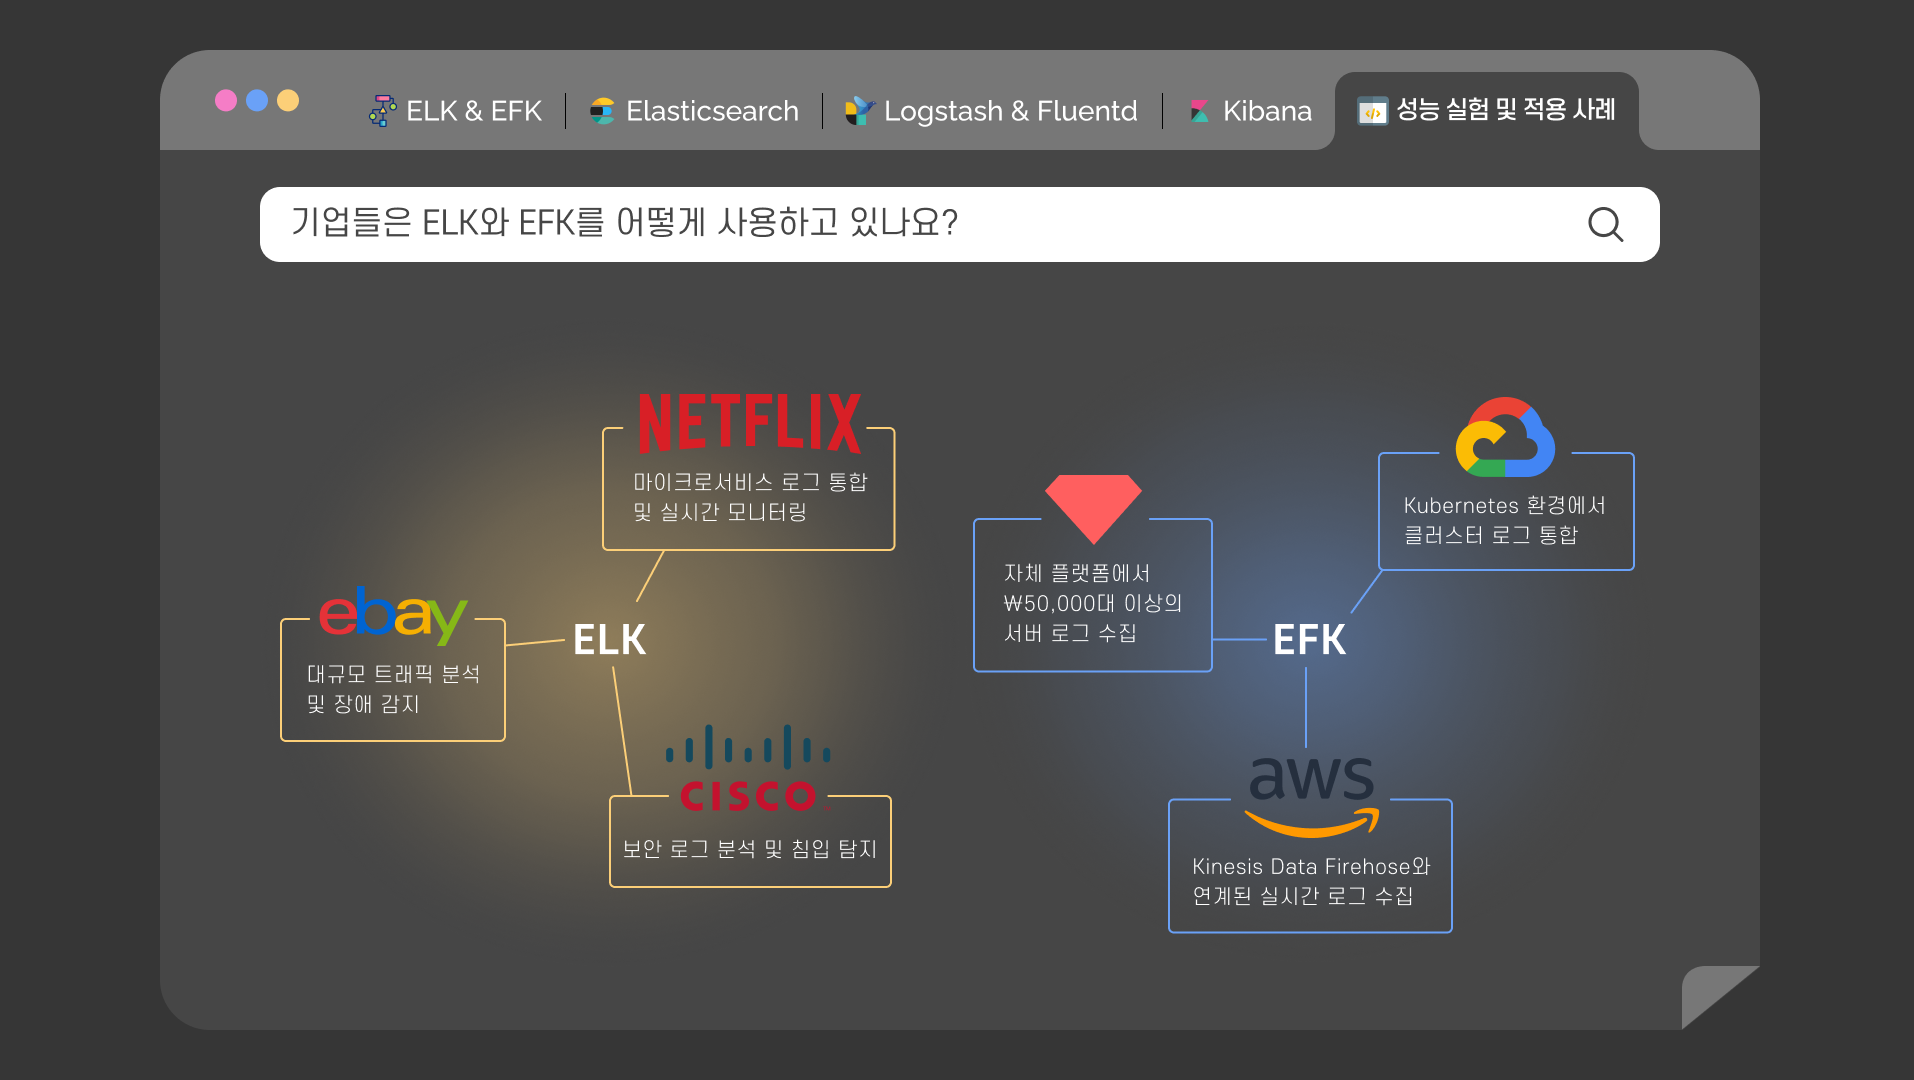 ELK & EFK
Elasticsearch
Logstash & Fluentd
Kibana
성능 실험 및 적용 사례
기업들은 ELK와 EFK를 어떻게 사용하고 있나요?
NETFLIX
마이크로서비스 로그 통합
및 실시간 모니터링
ebay
대규모 트래픽 분석
및 장애 감지
ELK
CISCO
보안 로그 분석 및 침입 탐지
자체 플랫폼에서
₩50,000대 이상의
서버 로그 수집
EFK
Kubernetes 환경에서
클러스터 로그 통합
aws
Kinesis Data Firehose와
연계된 실시간 로그 수집